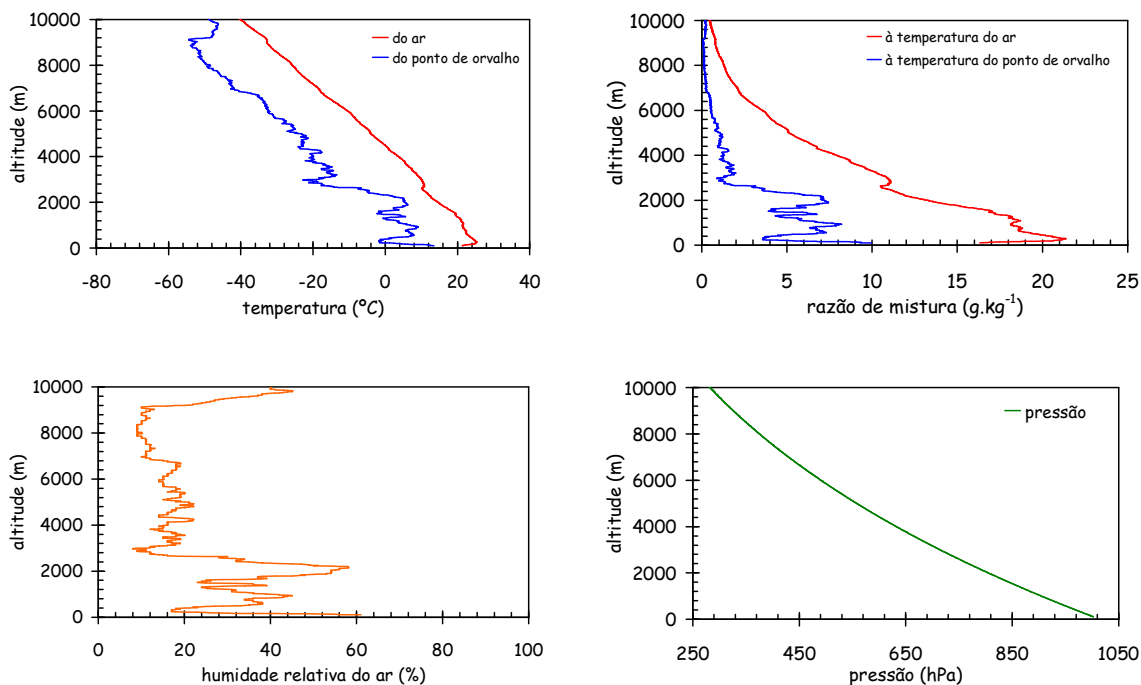 10000
8000
6000
4000
2000
0
altitude (m)
do ar
do ponto de orvalho
-80 -60 -40 -20 0 20 40
temperatura (ºC)
10000
8000
6000
4000
2000
0
altitude (m)
à temperatura do ar
à temperatura do ponto de orvalho
0 5 10 15 20 25
razão de mistura (g.kg⁻¹)
10000
8000
6000
4000
2000
0
altitude (m)
0 20 40 60 80 100
humidade relativa do ar (%)
10000
8000
6000
4000
2000
0
altitude (m)
pressão
250 450 650 850 1050
pressão (hPa)